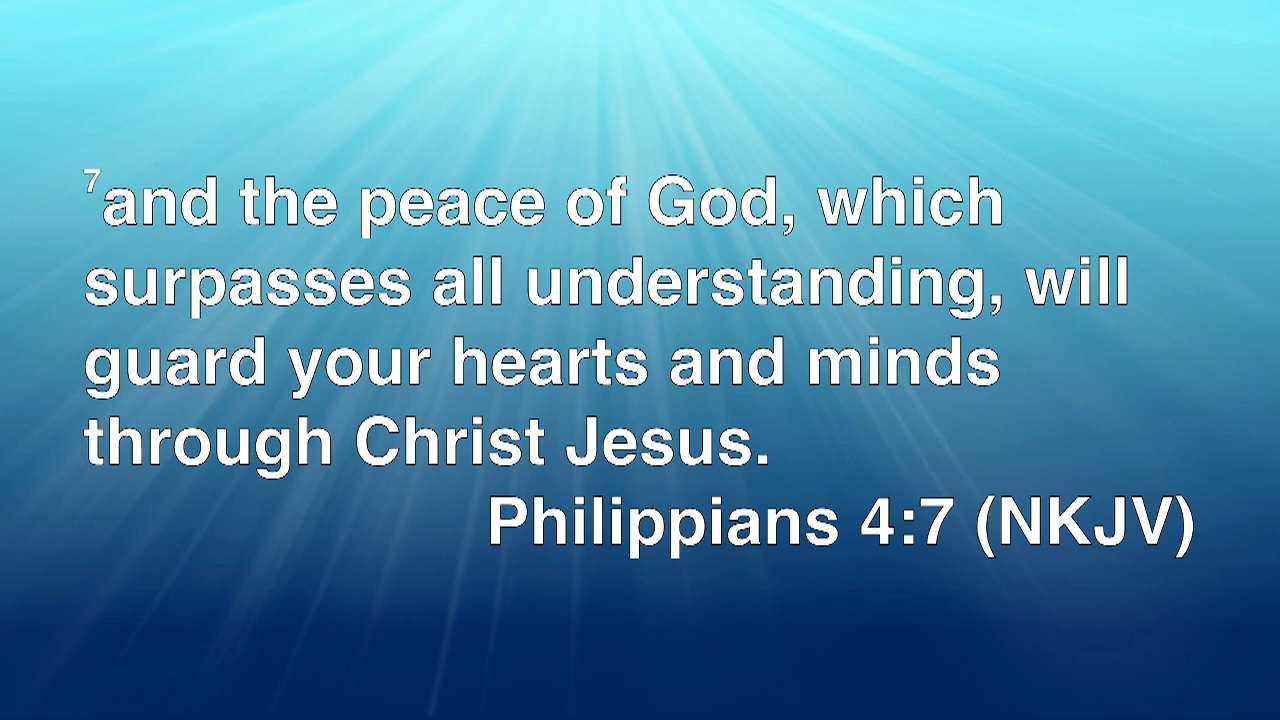 7and the peace of God, which
surpasses all understanding, will
guard your hearts and minds
through Christ Jesus.
Philippians 4:7 (NKJV)